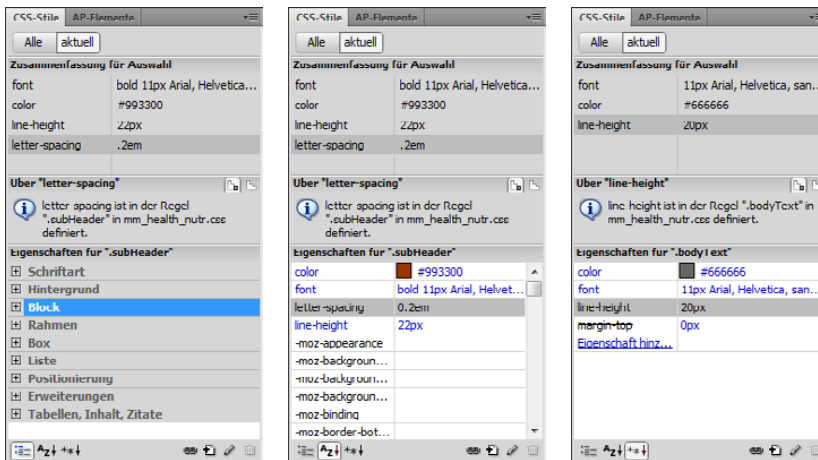 CSS-Stile AP-Elemente
Alle aktuell
Zusammenfassung für Auswahl
font bold 11px Arial, Helvetica...
color #993300
line-height 22px
letter-spacing .2em
Über "letter-spacing"
letter-spacing ist in der Regel
".subHeader" in mm_health_nutr.css
definiert.
Eigenschaften für ".subHeader"
Schriftart
Hintergrund
Block
Rahmen
Box
Liste
Positionierung
Erweiterungen
Tabellen, Inhalt, Zitate
CSS-Stile AP-Elemente
Alle aktuell
Zusammenfassung für Auswahl
font bold 11px Arial, Helvetica...
color #993300
line-height 22px
letter-spacing .2em
Über "letter-spacing"
letter-spacing ist in der Regel
".subHeader" in mm_health_nutr.css
definiert.
Eigenschaften für ".subHeader"
color #993300
font bold 11px Arial, Helvet...
letter-spacing 0.2em
line-height 22px
-moz-appearance
-moz-backgroun...
-moz-backgroun...
-moz-backgroun...
-moz-binding
-moz-border-bot...
CSS-Stile AP-Elemente
Alle aktuell
Zusammenfassung für Auswahl
font 11px Arial, Helvetica, san...
color #666666
line-height 20px
Über "line-height"
line-height ist in der Regel ".bodyText" in
mm_health_nutr.css definiert.
Eigenschaften für ".bodyText"
color #666666
font 11px Arial, Helvetica, san...
line-height 20px
margin-top 0px
Eigenschaft hinz...